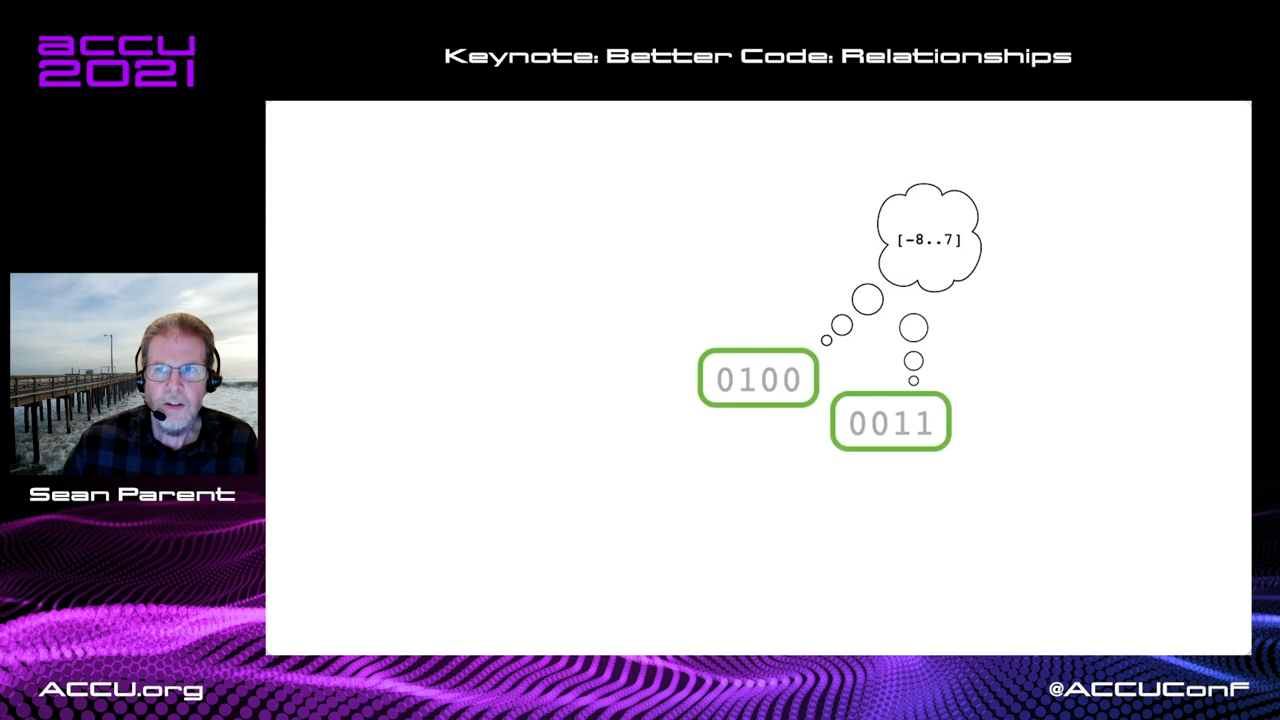 accu
2021
Keynote: Better Code: Relationships
[-8..7]
0100
0011
Sean Parent
ACCU.org
@ACCUConf